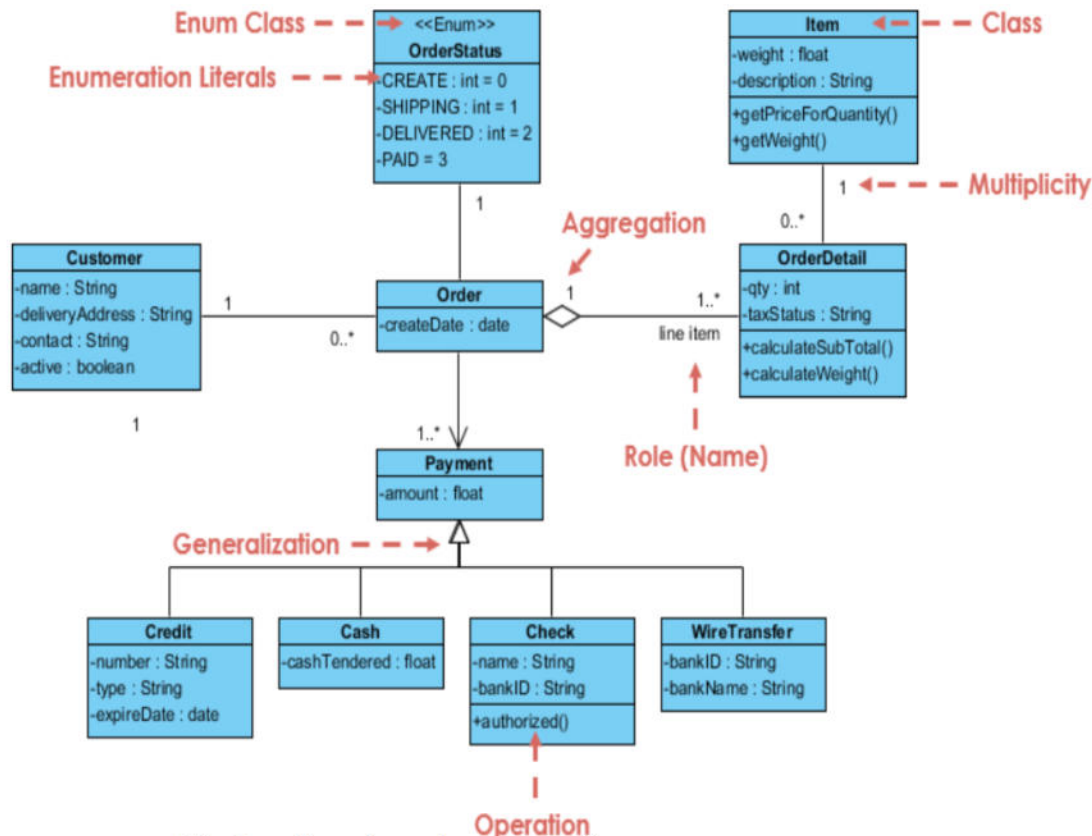 Enum Class
<<Enum>>
OrderStatus
-CREATE : int = 0
-SHIPPING : int = 1
-DELIVERED : int = 2
-PAID = 3
Enumeration Literals
Item
-weight : float
-description : String
+getPriceForQuantity()
+getWeight()
Class
1
Multiplicity
0..*
1
Aggregation
Customer
-name : String
-deliveryAddress : String
-contact : String
-active : boolean
1
0..*
1
Order
-createDate : date
1
1..*
line item
OrderDetail
-qty : int
-taxStatus : String
+calculateSubTotal()
+calculateWeight()
Role (Name)
1..*
Payment
-amount : float
Generalization
Credit
-number : String
-type : String
-expireDate : date
Cash
-cashTendered : float
Check
-name : String
-bankID : String
+authorized()
WireTransfer
-bankID : String
-bankName : String
Operation